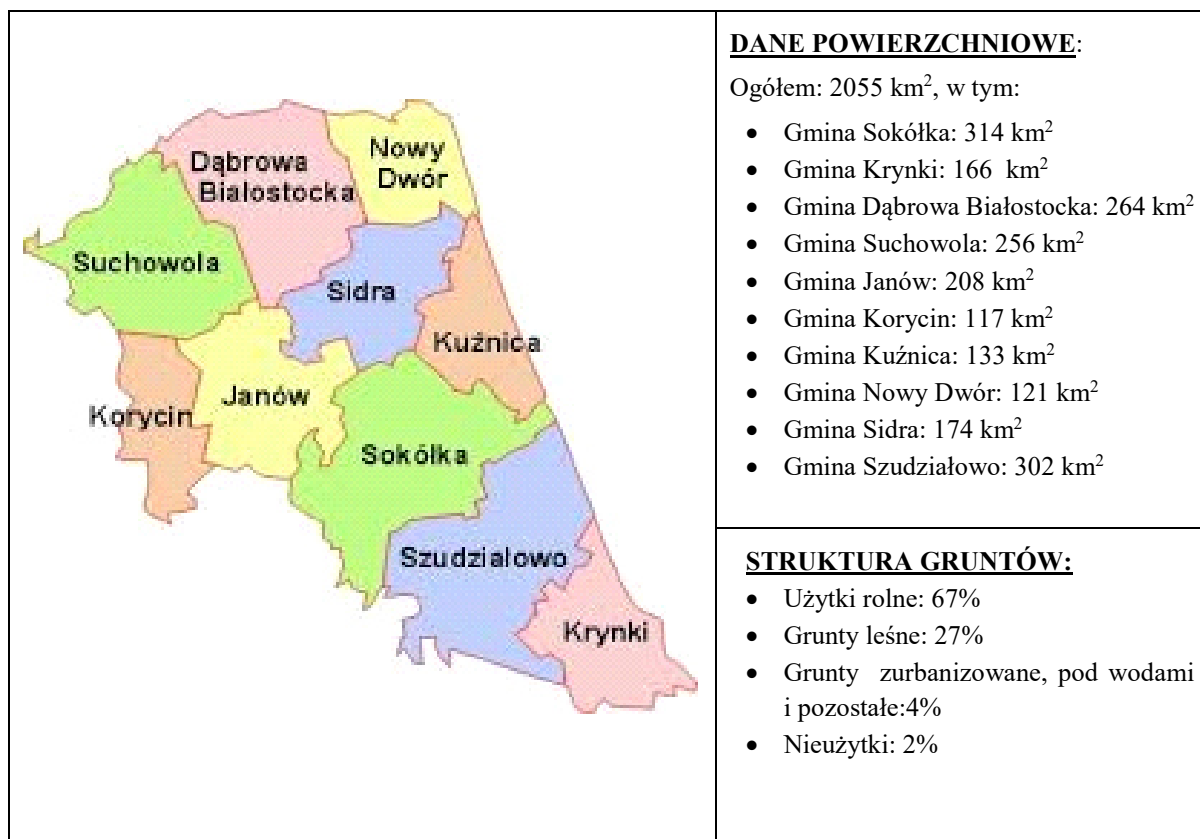 Dąbrowa
Białostocka
Nowy
Dwór
Suchowola
Sidra
Kuźnica
Janów
Korycin
Sokółka
Szudziałowo
Krynki
DANE POWIERZCHNIOWE:
Ogółem: 2055 km², w tym:
• Gmina Sokółka: 314 km²
• Gmina Krynki: 166 km²
• Gmina Dąbrowa Białostocka: 264 km²
• Gmina Suchowola: 256 km²
• Gmina Janów: 208 km²
• Gmina Korycin: 117 km²
• Gmina Kuźnica: 133 km²
• Gmina Nowy Dwór: 121 km²
• Gmina Sidra: 174 km²
• Gmina Szudziałowo: 302 km²
STRUKTURA GRUNTÓW:
• Użytki rolne: 67%
• Grunty leśne: 27%
• Grunty zurbanizowane, pod wodami
i pozostałe:4%
• Nieużytki: 2%